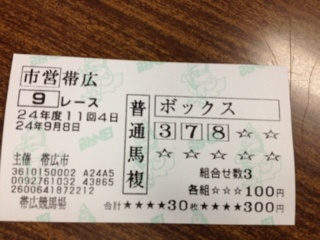 市営帯広
9レース
24年度11回4日
24年9月8日
主催 帯広市
3610150002 A24A5
0092761032 43865
2600641872212
帯広競馬場
普通馬複
ボックス
3 7 8 ☆ ☆
☆ ☆ ☆ ☆ ☆
組合せ数3
各組☆☆☆100円
合計★★★★30枚★★★★300円